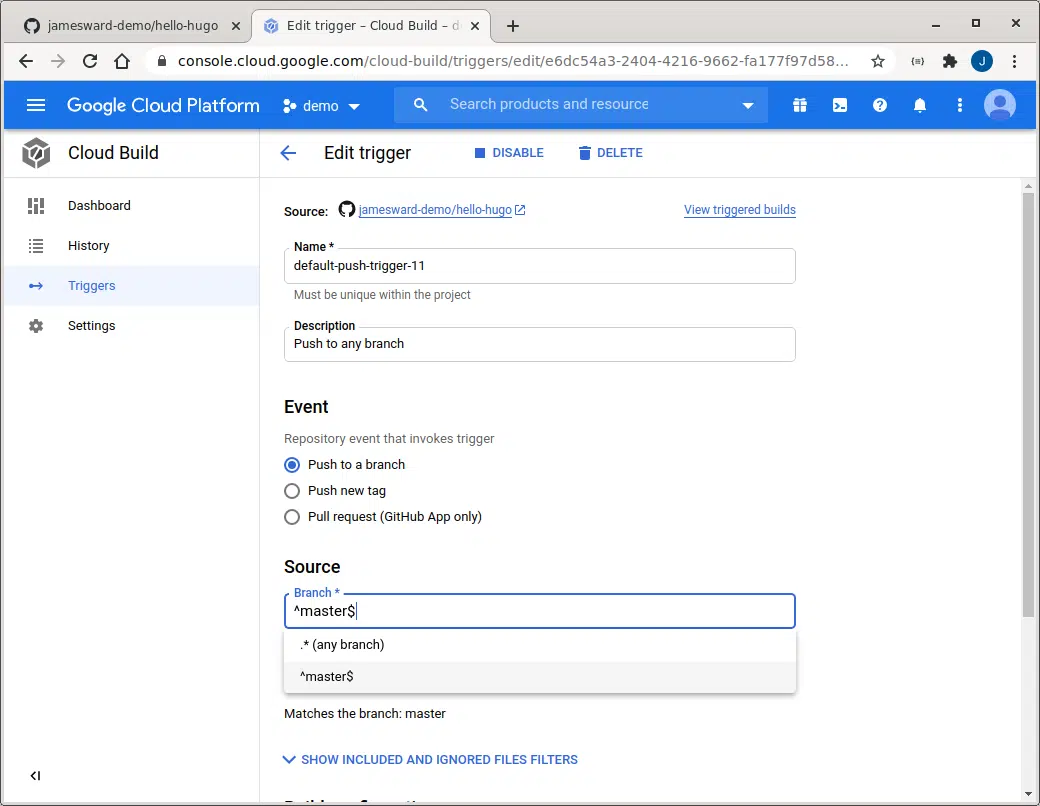 jamesward-demo/hello-hugo
Edit trigger – Cloud Build – d
console.cloud.google.com/cloud-build/triggers/edit/e6dc54a3-2404-4216-9662-fa177f97d58…
J
Google Cloud Platform
demo
Search products and resource
Cloud Build
Edit trigger
DISABLE
DELETE
Dashboard
History
Triggers
Settings
Source: jamesward-demo/hello-hugo
View triggered builds
Name *
default-push-trigger-11
Must be unique within the project
Description
Push to any branch
Event
Repository event that invokes trigger
Push to a branch
Push new tag
Pull request (GitHub App only)
Source
Branch *
^master$
.* (any branch)
^master$
Matches the branch: master
SHOW INCLUDED AND IGNORED FILES FILTERS